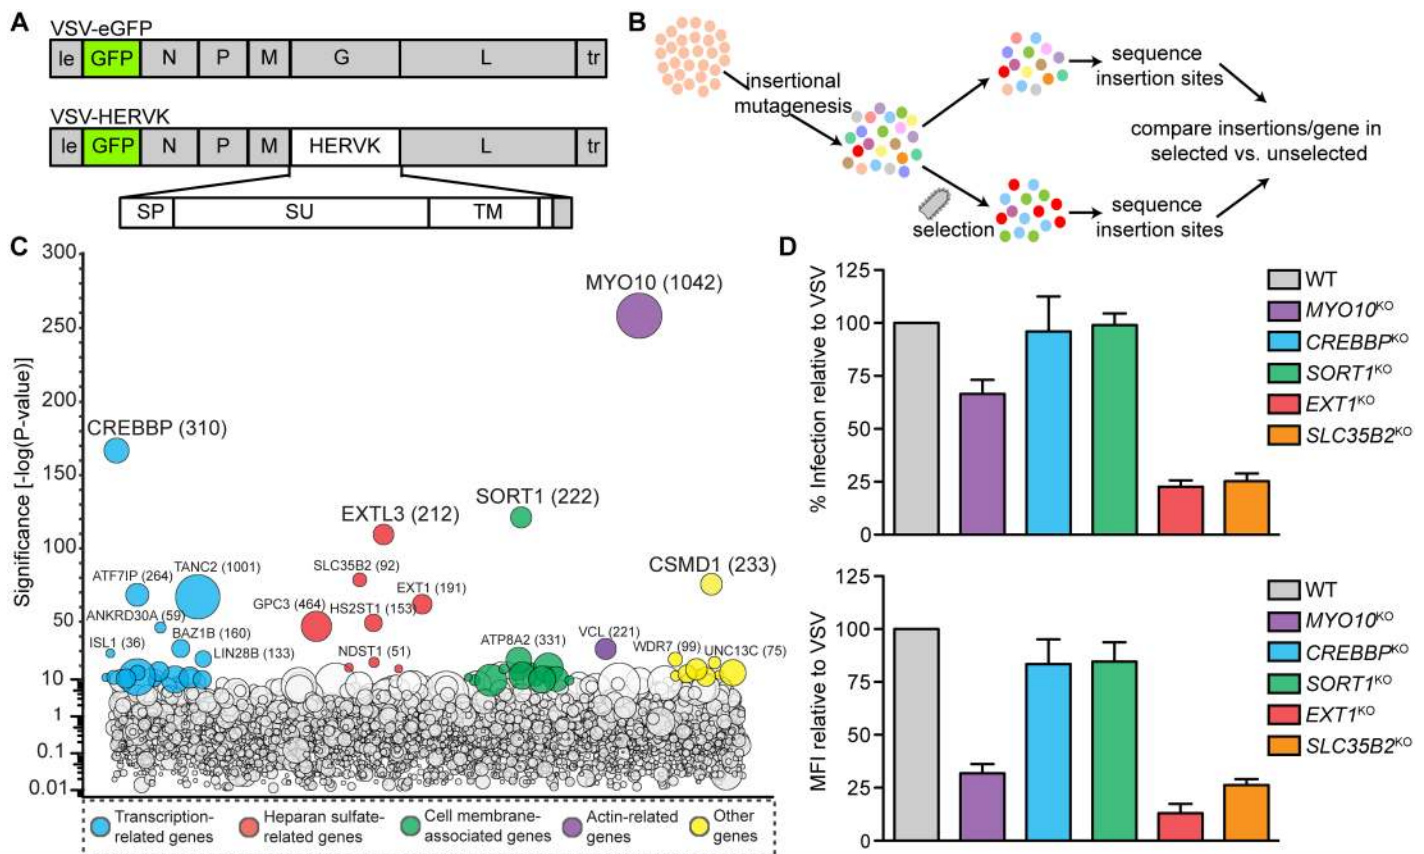 A
VSV-eGFP
le GFP N P M G L tr
VSV-HERVK
le GFP N P M HERVK L tr
SP SU TM
B
insertional
mutagenesis
selection
sequence
insertion sites
sequence
insertion sites
compare insertions/gene in
selected vs. unselected
C
Significance [-log(P-value)]
300
250
200
150
100
50
10
1
0.1
0.01
MYO10 (1042)
CREBBP (310)
SORT1 (222)
EXTL3 (212)
CSMD1 (233)
SLC35B2 (92)
ATF7IP (264)
TANC2 (1001)
EXT1 (191)
GPC3 (464)
HS2ST1 (153)
ANKRD30A (59)
ISL1 (36)
BAZ1B (160)
LIN28B (133)
NDST1 (51)
ATP8A2 (331)
VCL (221)
WDR7 (99)
UNC13C (75)
Transcription-
related genes
Heparan sulfate-
related genes
Cell membrane-
associated genes
Actin-related
genes
Other
genes
D
% Infection relative to VSV
125
100
75
50
25
0
WT
MYO10KO
CREBBPKO
SORT1KO
EXT1KO
SLC35B2KO
MFI relative to VSV
125
100
75
50
25
0
WT
MYO10KO
CREBBPKO
SORT1KO
EXT1KO
SLC35B2KO